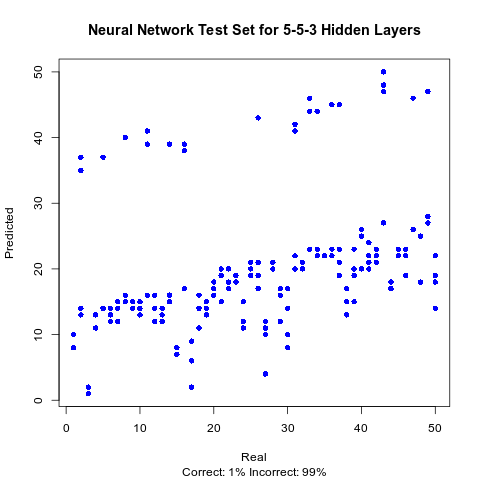 Neural Network Test Set for 5-5-3 Hidden Layers
50
40
30
20
10
0
Predicted
0 10 20 30 40 50
Real
Correct: 1% Incorrect: 99%